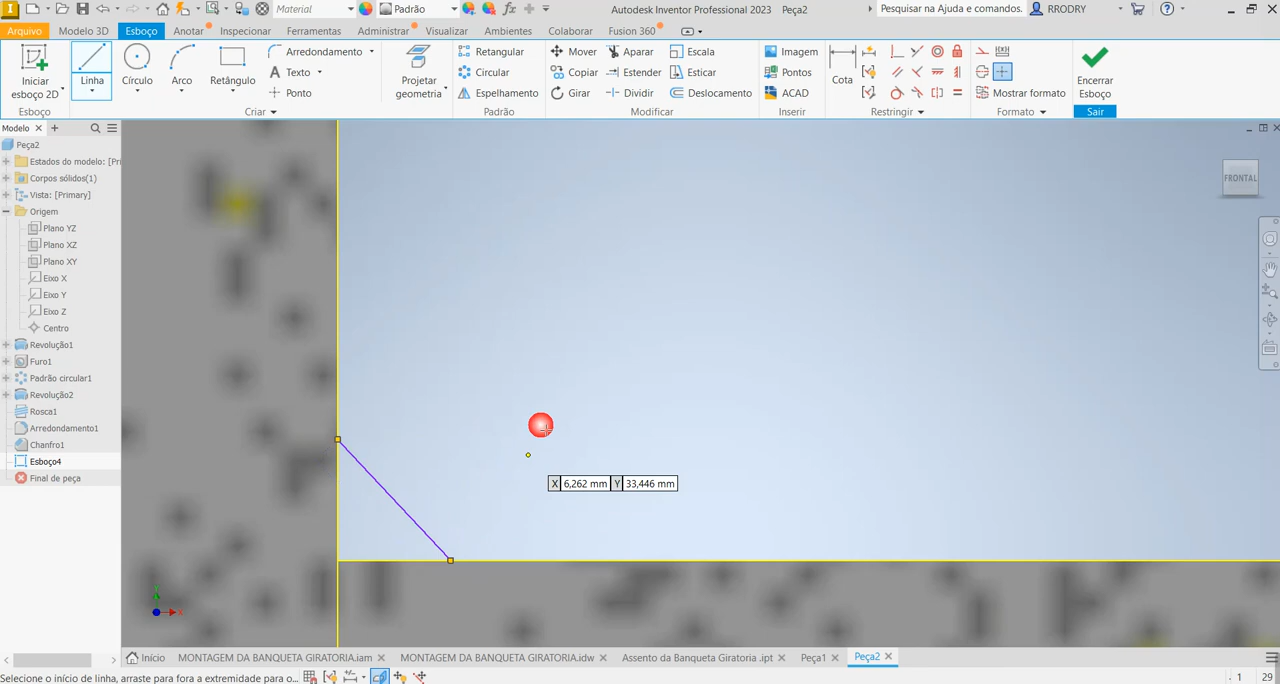 Material
Padrão
Autodesk Inventor Professional 2023 Peça2
Pesquisar na Ajuda e comandos.
RRODRY
Arquivo
Modelo 3D
Esboço
Anotar
Inspecionar
Ferramentas
Administrar
Visualizar
Ambientes
Colaborar
Fusion 360
Iniciar
esboço 2D
Linha
Círculo
Arco
Retângulo
Arredondamento
Texto
Ponto
Projetar
geometria
Retangular
Circular
Espelhamento
Mover
Copiar
Girar
Aparar
Estender
Dividir
Escala
Esticar
Deslocamento
Imagem
Pontos
ACAD
Cota
Mostrar formato
Encerrar
Esboço
Esboço
Criar
Padrão
Modificar
Inserir
Restringir
Formato
Sair
Modelo
Peça2
Estados do modelo: [Pri
Corpos sólidos(1)
Vista: [Primary]
Origem
Plano YZ
Plano XZ
Plano XY
Eixo X
Eixo Y
Eixo Z
Centro
Revolução1
Furo1
Padrão circular1
Revolução2
Rosca1
Arredondamento1
Chanfro1
Esboço4
Final de peça
FRONTAL
X 6,262 mm Y 33,446 mm
Início
MONTAGEM DA BANQUETA GIRATORIA.iam
MONTAGEM DA BANQUETA GIRATORIA.idw
Assento da Banqueta Giratoria .ipt
Peça1
Peça2
Selecione o início de linha, arraste para fora a extremidade para o...
1 29